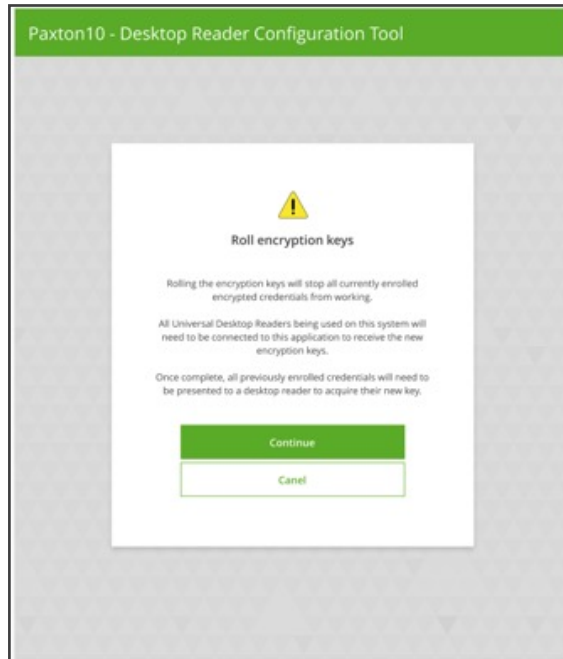 Paxton10 - Desktop Reader Configuration Tool
Roll encryption keys
Rolling the encryption keys will stop all currently enrolled
encrypted credentials from working.
All Universal Desktop Readers being used on this system will
need to be connected to this application to receive the new
encryption keys.
Once complete, all previously enrolled credentials will need to
be presented to a desktop reader to acquire their new key.
Continue
Canel